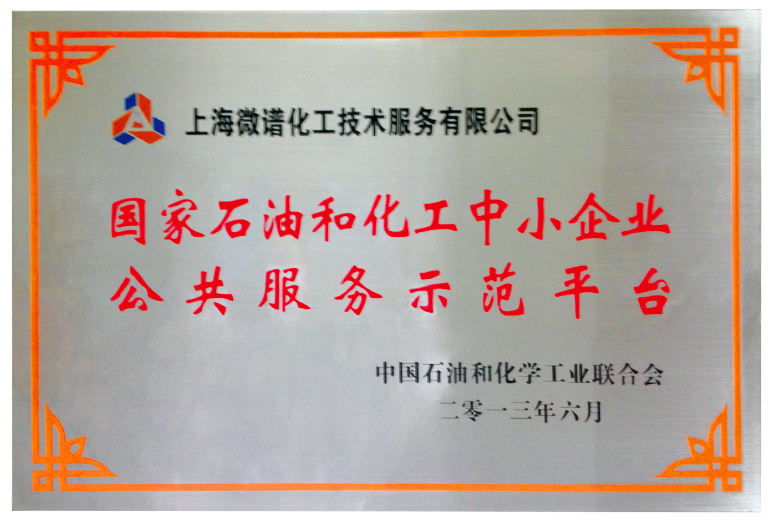 上海微谱化工技术服务有限公司
国家石油和化工中小企业
公共服务示范平台
中国石油和化学工业联合会
二零一三年六月